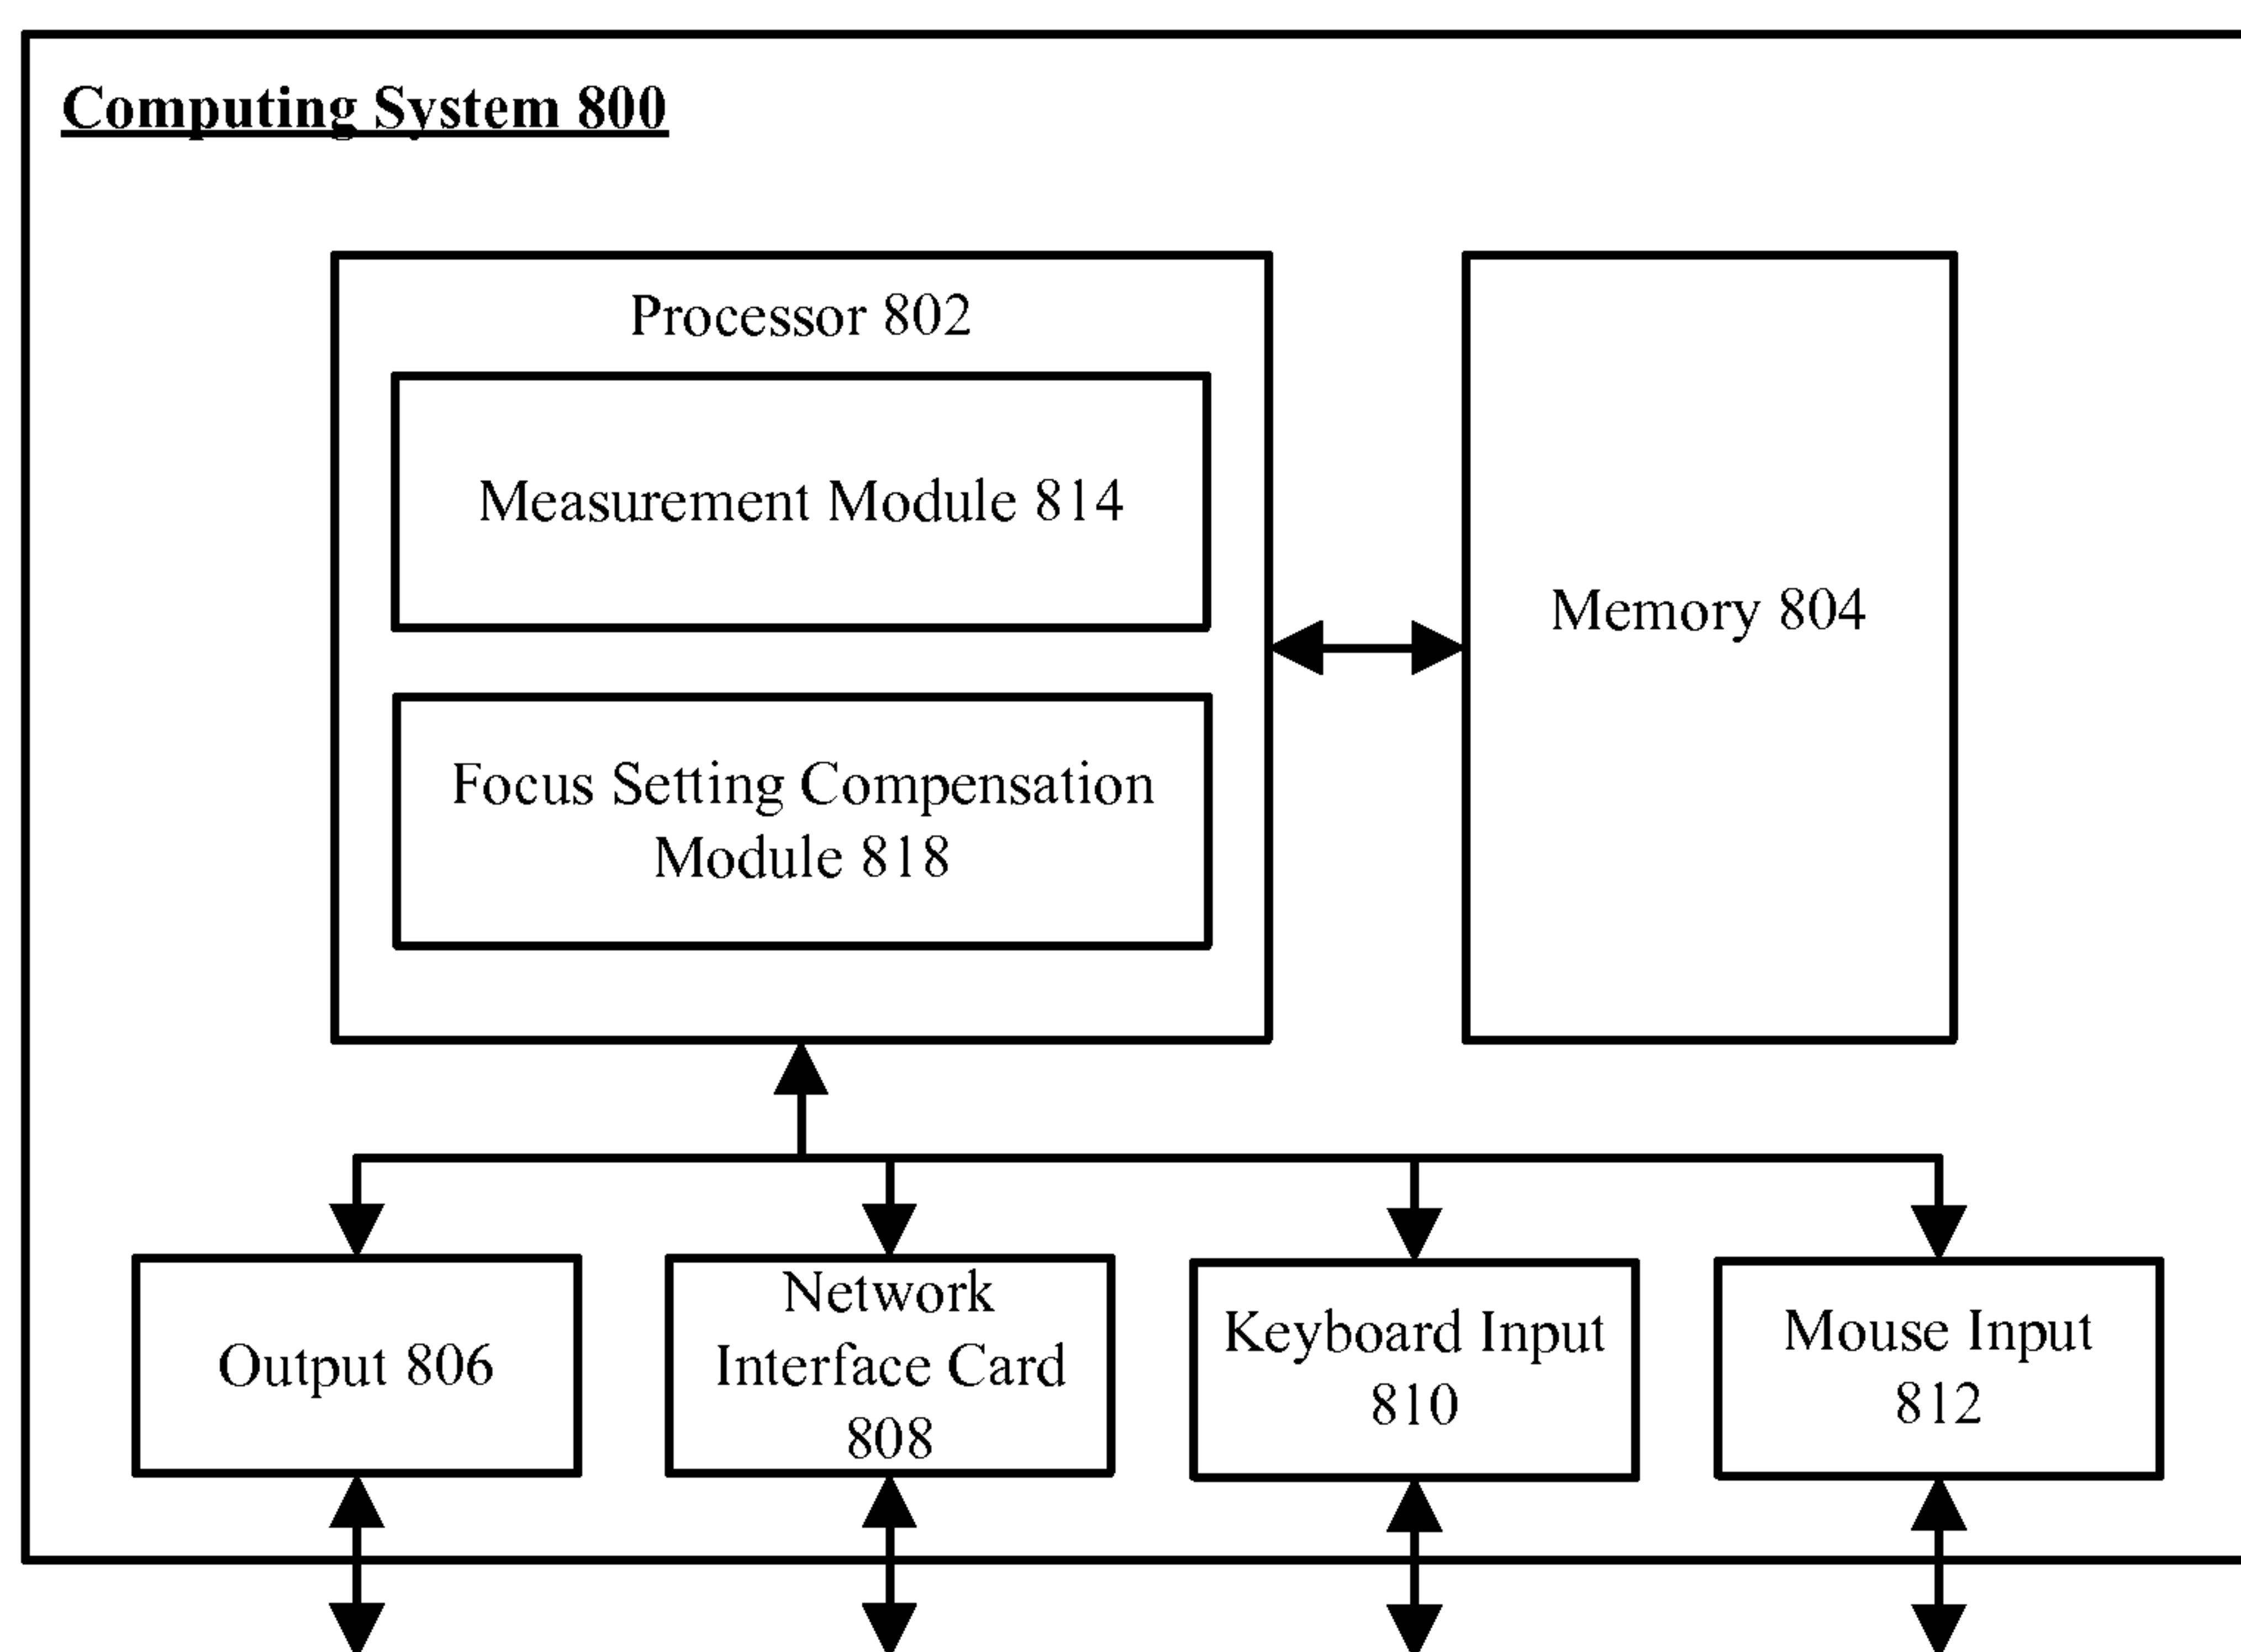 Computing System 800
Processor 802
Measurement Module 814
Focus Setting Compensation
Module 818
Memory 804
Output 806
Network
Interface Card
808
Keyboard Input
810
Mouse Input
812